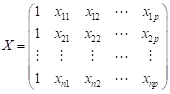 X = ( 1 x₁₁ x₁₂ ⋯ x₁ₚ
1 x₂₁ x₂₂ ⋯ x₂ₚ
⋮ ⋮ ⋮ ⋮ ⋮
1 xₙ₁ xₙ₂ ⋯ xₙₚ )